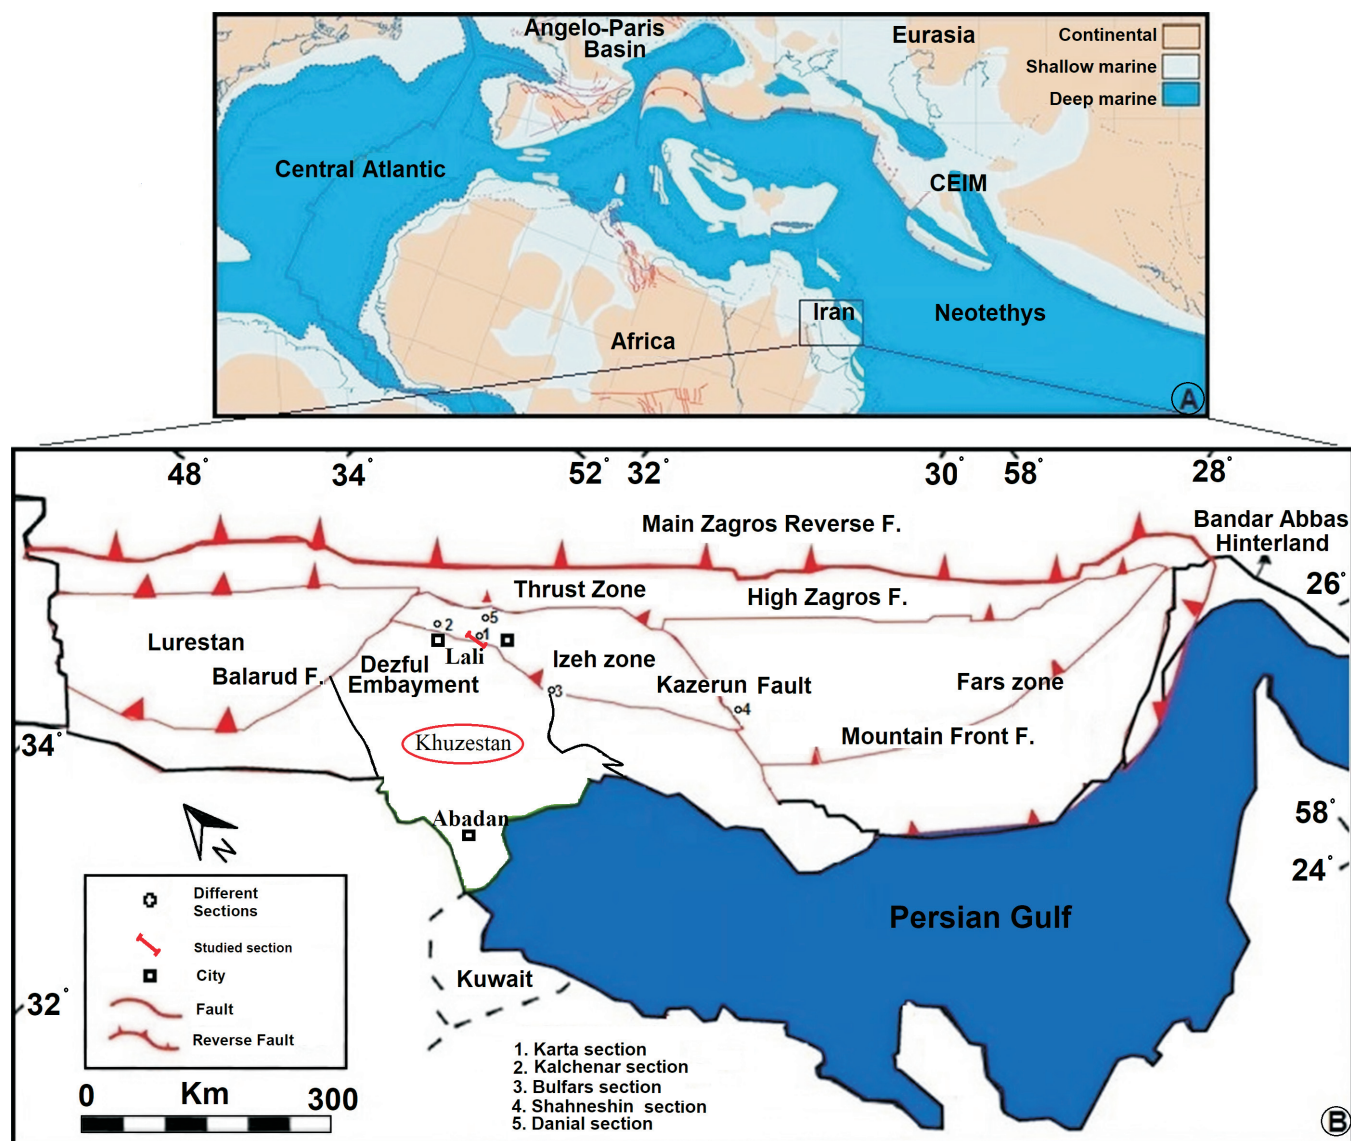 Angelo-Paris
Basin
Eurasia
Continental
Shallow marine
Deep marine
Central Atlantic
CEIM
Iran
Neotethys
Africa
A
48°
34°
52°
32°
30°
58°
28°
Main Zagros Reverse F.
Bandar Abbas
Hinterland
26°
Thrust Zone
High Zagros F.
Lurestan
2
5
1
Lali
Izeh zone
Dezful
Embayment
Balarud F.
Kazerun Fault
Fars zone
3
4
Khuzestan
Mountain Front F.
34°
Abadan
58°
24°
N
Different
Sections
Studied section
City
Fault
Reverse Fault
Persian Gulf
Kuwait
32°
1. Karta section
2. Kalchenar section
3. Bulfars section
4. Shahneshin section
5. Danial section
0 Km 300
B